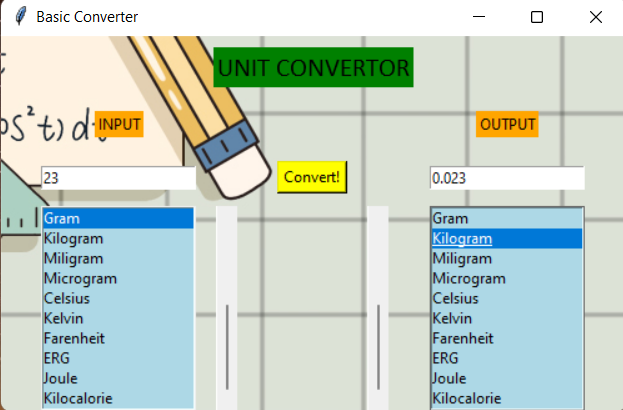 Basic Converter
UNIT CONVERTOR
INPUT
OUTPUT
23
Convert!
0.023
Gram
Kilogram
Miligram
Microgram
Celsius
Kelvin
Farenheit
ERG
Joule
Kilocalorie
Gram
Kilogram
Miligram
Microgram
Celsius
Kelvin
Farenheit
ERG
Joule
Kilocalorie